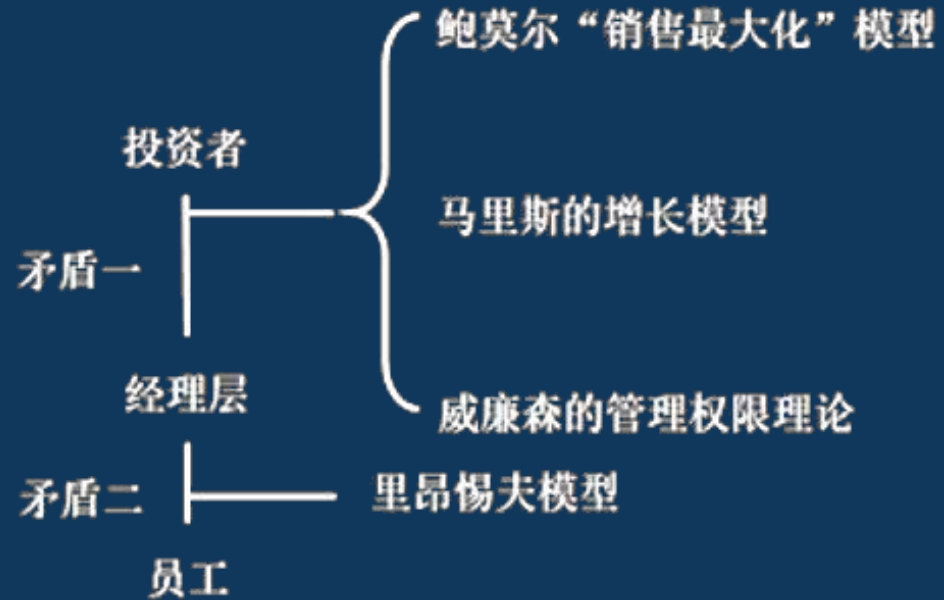 鲍莫尔“销售最大化”模型
投资者
马里斯的增长模型
矛盾一
经理层
威廉森的管理权限理论
矛盾二
里昂惕夫模型
员工